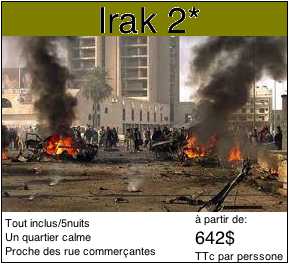 Irak 2*
Tout inclus/5nuits
Un quartier calme
Proche des rue commerçantes
à partir de:
642$
TTc par perssone